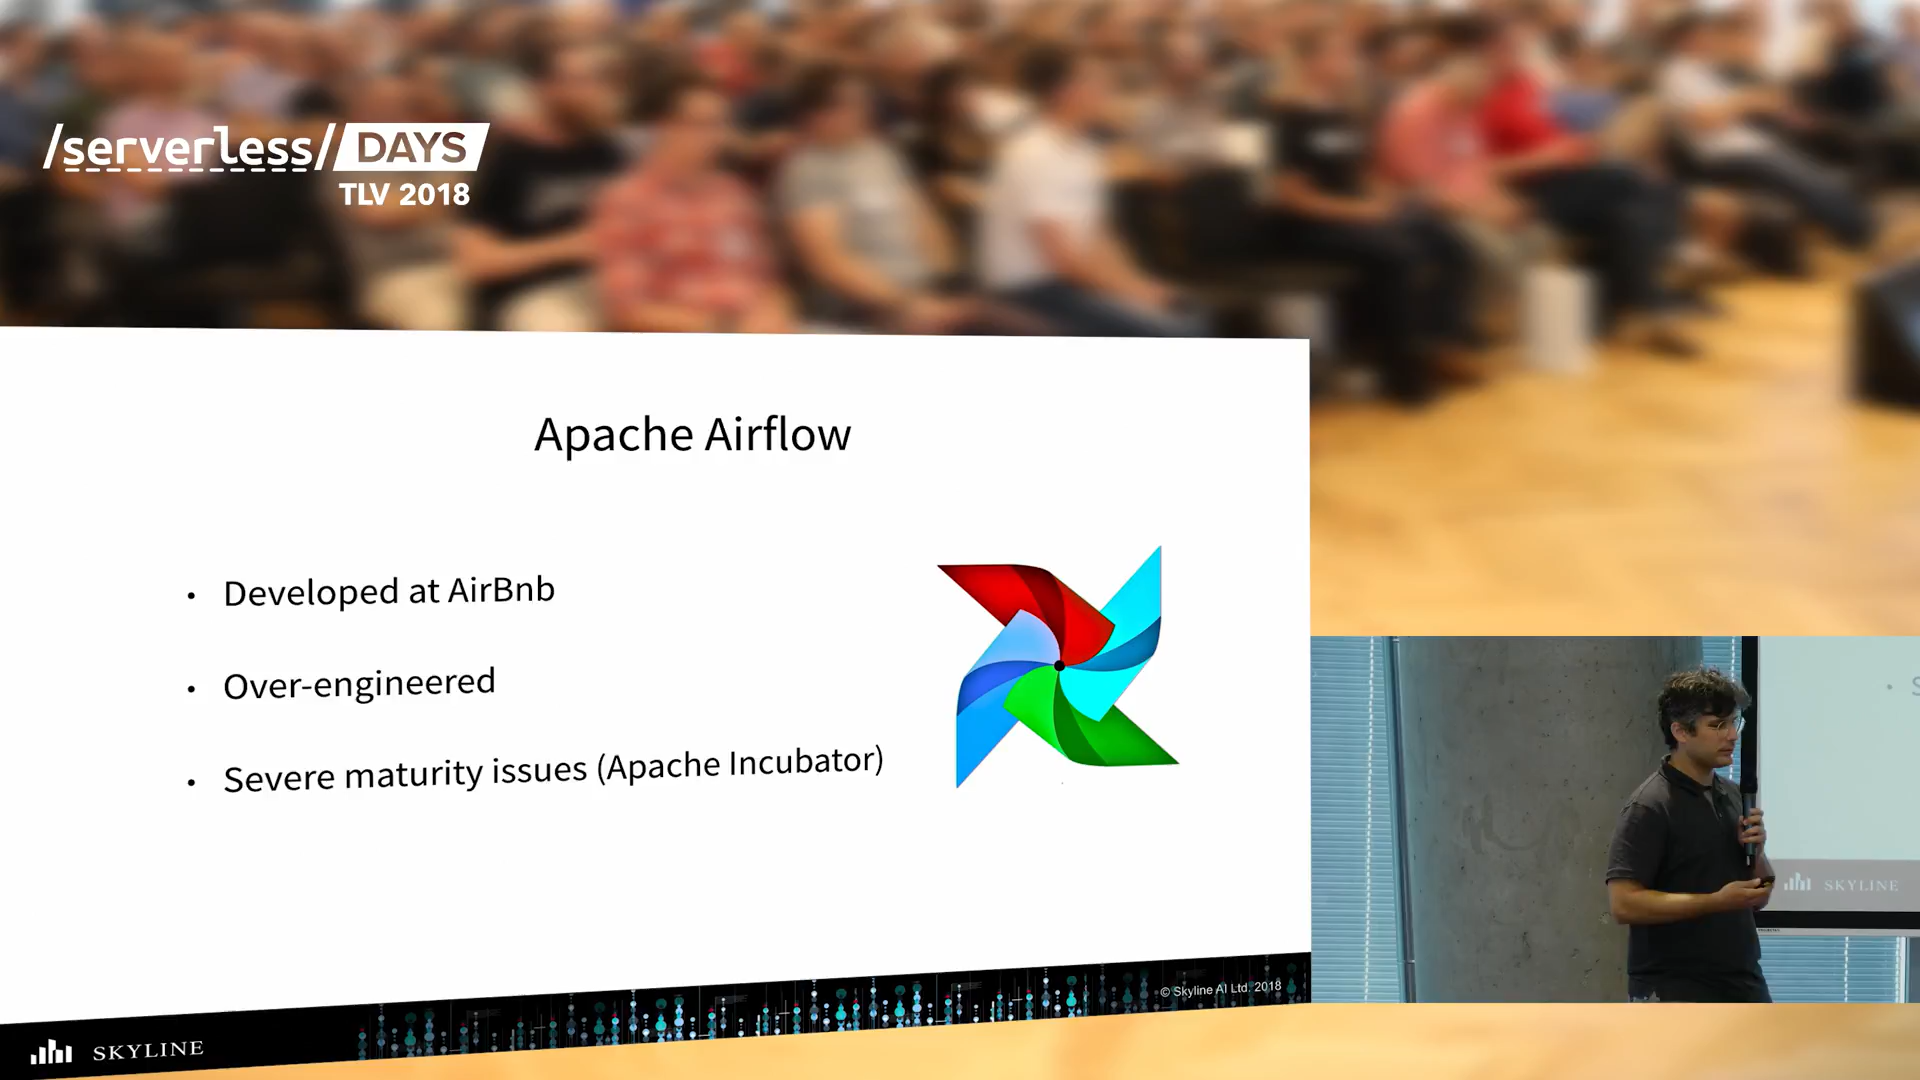 /serverless/ DAYS
TLV 2018
Apache Airflow
• Developed at AirBnb
• Over-engineered
• Severe maturity issues (Apache Incubator)
© Skyline AI Ltd. 2018
SKYLINE
• S
SKYLINE